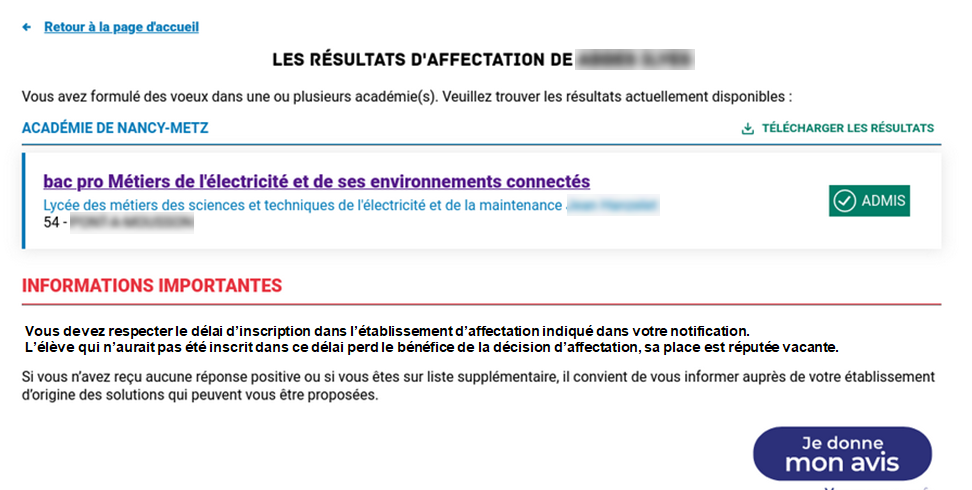 Retour à la page d'accueil
LES RÉSULTATS D'AFFECTATION DE
Vous avez formulé des voeux dans une ou plusieurs académie(s). Veuillez trouver les résultats actuellement disponibles :
ACADÉMIE DE NANCY-METZ
TÉLÉCHARGER LES RÉSULTATS
bac pro Métiers de l'électricité et de ses environnements connectés
Lycée des métiers des sciences et techniques de l'électricité et de la maintenance
54 -
ADMIS
INFORMATIONS IMPORTANTES
Vous devez respecter le délai d'inscription dans l'établissement d'affectation indiqué dans votre notification.
L'élève qui n'aurait pas été inscrit dans ce délai perd le bénéfice de la décision d'affectation, sa place est réputée vacante.
Si vous n'avez reçu aucune réponse positive ou si vous êtes sur liste supplémentaire, il convient de vous informer auprès de votre établissement
d'origine des solutions qui peuvent vous être proposées.
Je donne
mon avis